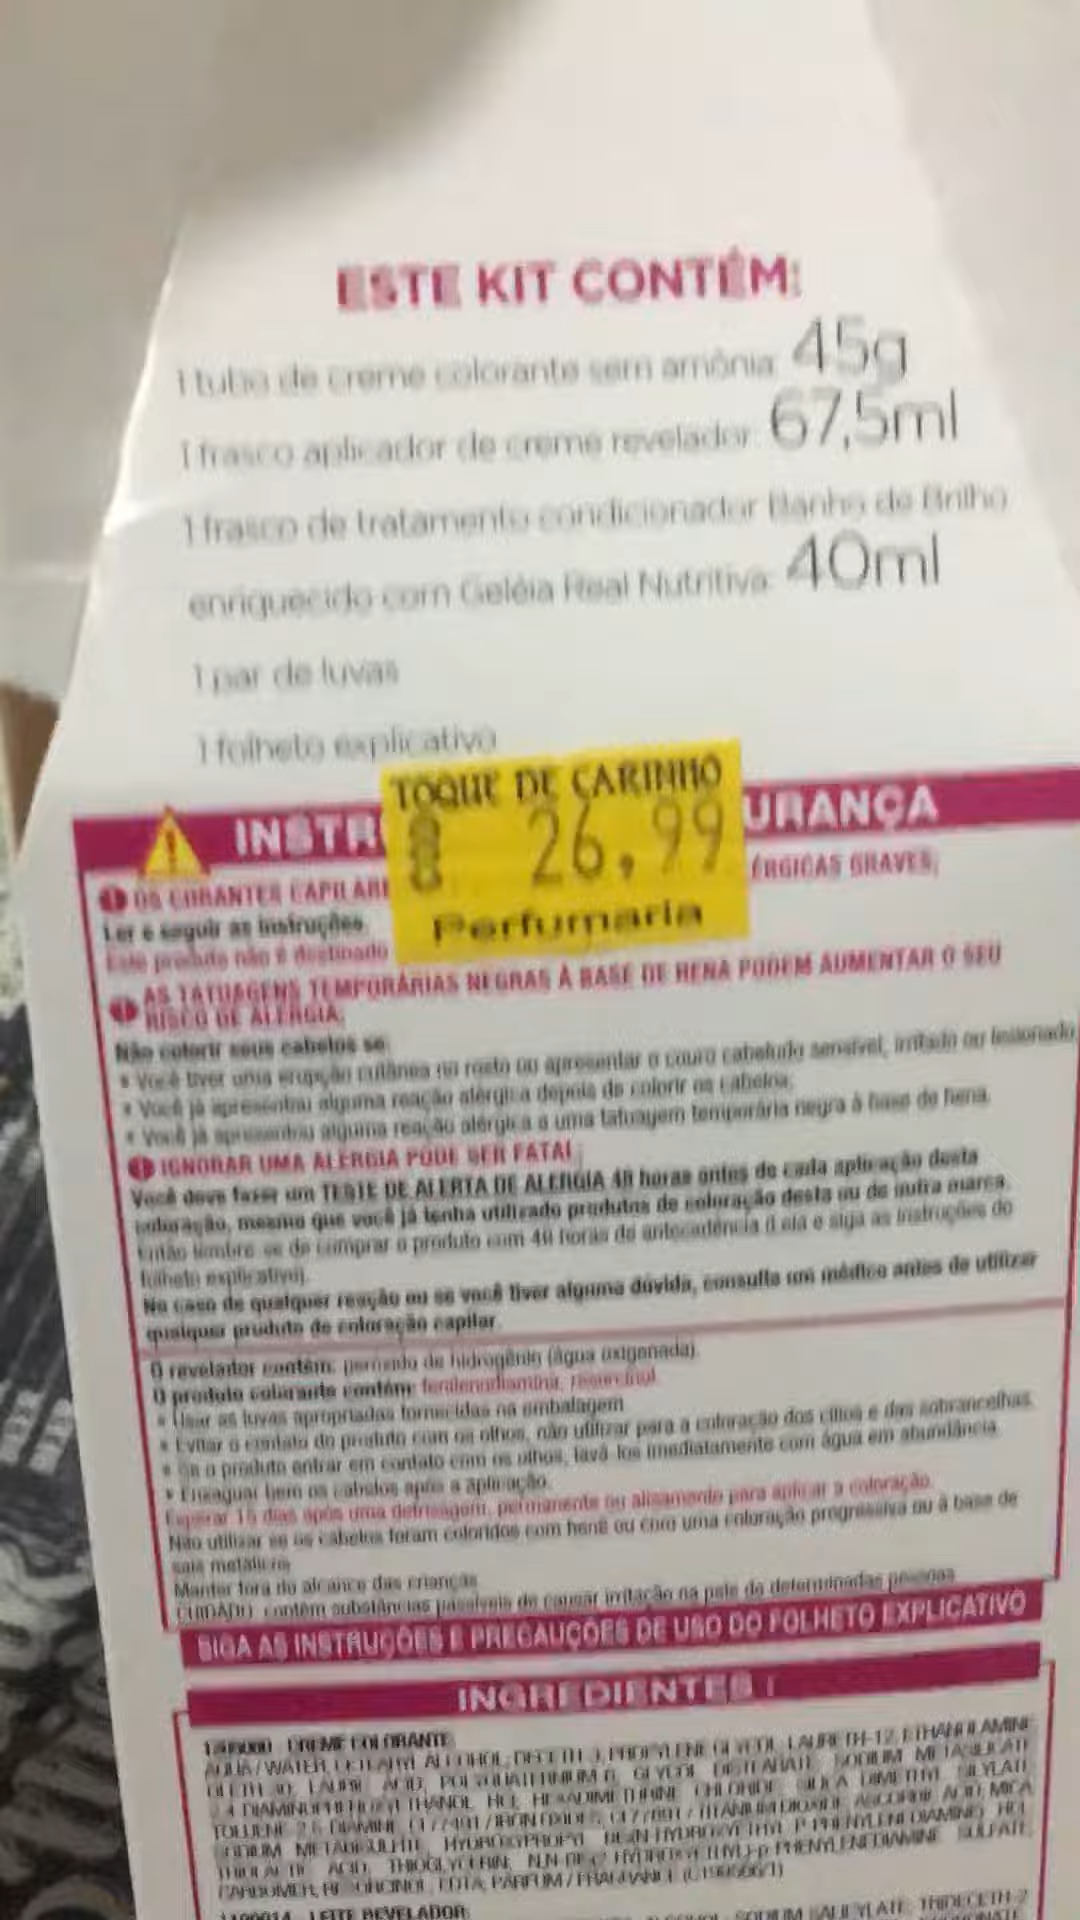 ESTE KIT CONTÉM:
1 tubo de creme colorante sem amônia: 45g
1 frasco aplicador de creme revelador: 67,5ml
1 frasco de tratamento condicionador Banho de Brilho
enriquecido com Geléia Real Nutritiva: 40ml
1 par de luvas
1 folheto explicativo
TOQUE DE CARINHO
26,99
Perfumaria
INSTR URANÇA
OS CORANTES CAPILARE ÉRGICAS GRAVES.
Ler e seguir as instruções.
Este produto não é destinado
AS TATUAGENS TEMPORÁRIAS NEGRAS À BASE DE HENA PODEM AUMENTAR O SEU
RISCO DE ALERGIA.
Não colorir seus cabelos se:
• Você tiver uma erupção cutânea no rosto ou apresentar o couro cabeludo sensível, irritado ou lesionado
• Você já apresentou alguma reação alérgica depois de colorir os cabelos.
• Você já apresentou alguma reação alérgica a uma tatuagem temporária negra à base de hena.
IGNORAR UMA ALERGIA PODE SER FATAL
Você deve fazer um TESTE DE ALERTA DE ALERGIA 48 horas antes de cada aplicação desta
coloração, mesmo que você já tenha utilizado produtos de coloração desta ou de outra marca.
Então lembre-se de comprar o produto com 48 horas de antecedência (leia e siga as instruções do
folheto explicativo).
No caso de qualquer reação ou se você tiver alguma dúvida, consulte um médico antes de utilizar
qualquer produto de coloração capilar.
O revelador contém: peróxido de hidrogênio (água oxigenada).
O produto colorante contém: fenilenodiamina, resorcinol.
• Usar as luvas apropriadas fornecidas na embalagem.
• Evitar o contato do produto com os olhos, não utilizar para a coloração dos cílios e das sobrancelhas.
• Se o produto entrar em contato com os olhos, lavá-los imediatamente com água em abundância.
• Enxaguar bem os cabelos após a aplicação.
Esperar 15 dias após uma defrisagem, permanente ou alisamento para aplicar a coloração.
Não utilizar se os cabelos foram coloridos com henê ou com uma coloração progressiva ou à base de
sais metálicos
Manter fora do alcance das crianças
CUIDADO: contém substâncias passíveis de causar irritação na pele de determinadas pessoas
SIGA AS INSTRUÇÕES E PRECAUÇÕES DE USO DO FOLHETO EXPLICATIVO
INGREDIENTES :
CREME COLORANTE
AQUA / WATER, CETEARYL ALCOHOL, DECETH-3, PROPYLENE GLYCOL, LAURETH-12, ETHANOLAMINE
OLETH-30, LAURIC ACID, POLYQUATERNIUM-6, GLYCOL DISTEARATE, SODIUM METASILICATE
2,4-DIAMINOPHENOXYETHANOL HCL, HEXADIMETHRINE CHLORIDE, SILICA DIMETHYL SILYLATE
TOLUENE-2,5-DIAMINE, CI 77491 / IRON OXIDES, CI 77891 / TITANIUM DIOXIDE, ASCORBIC ACID, MICA
SODIUM METABISULFITE, HYDROXYPROPYL P-PHENYLENEDIAMINE) HCL
THIOLACTIC ACID, THIOGLYCERIN, N,N-BIS(2-HYDROXYETHYL)-p-PHENYLENEDIAMINE SULFATE,
CARBOMER, RESORCINOL, EDTA, PARFUM / FRAGRANCE
LEITE REVELADOR
SODIUM SALICYLATE, TRIDECETH-2